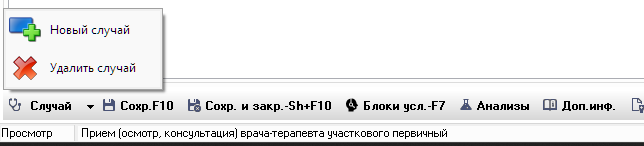 Новый случай
Удалить случай
Случай Сохр.F10 Сохр. и закр.-Sh+F10 Блоки усл.-F7 Анализы Доп.инф.
Просмотр Прием (осмотр, консультация) врача-терапевта участкового первичный